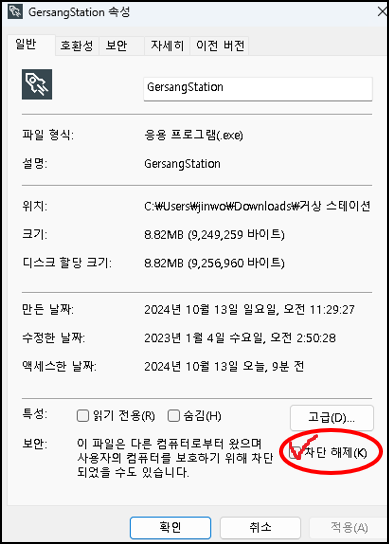 GersangStation 속성
일반 호환성 보안 자세히 이전 버전
GersangStation
파일 형식: 응용 프로그램(.exe)
설명: GersangStation
위치: C:₩Users₩jinwo₩Downloads₩거상 스테이션
크기: 8.82MB (9,249,259 바이트)
디스크 할당 크기: 8.82MB (9,256,960 바이트)
만든 날짜: 2024년 10월 13일 일요일, 오전 11:29:27
수정한 날짜: 2023년 1월 4일 수요일, 오전 2:50:28
액세스한 날짜: 2024년 10월 13일 오늘, 9분 전
특성: 읽기 전용(R) 숨김(H) 고급(D)...
보안: 이 파일은 다른 컴퓨터로부터 왔으며
사용자의 컴퓨터를 보호하기 위해 차단
되었을 수도 있습니다.
차단 해제(K)
확인 취소 적용(A)